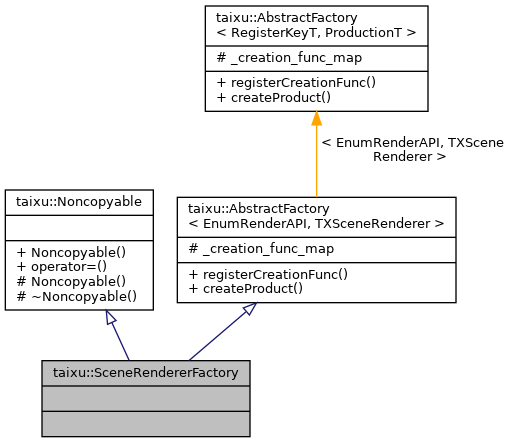 taixu::AbstractFactory
< RegisterKeyT, ProductionT >
# _creation_func_map
+ registerCreationFunc()
+ createProduct()
< EnumRenderAPI, TXScene
Renderer >
taixu::Noncopyable
+ Noncopyable()
+ operator=()
# Noncopyable()
# ~Noncopyable()
taixu::AbstractFactory
< EnumRenderAPI, TXSceneRenderer >
# _creation_func_map
+ registerCreationFunc()
+ createProduct()
taixu::SceneRendererFactory